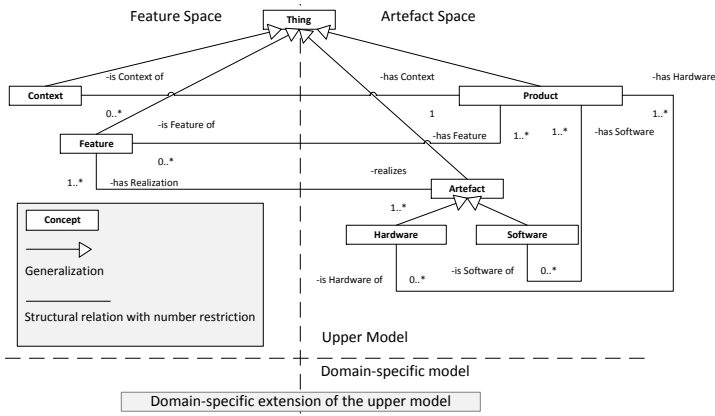 Feature Space
Thing
Artefact Space
-is Context of
-has Context
-has Hardware
Context
Product
0..*
-is Feature of
1
1..*
Feature
-has Feature
1..*
1..*
-has Software
0..*
1..*
-has Realization
-realizes
Artefact
1..*
Concept
Hardware
Software
Generalization
-is Hardware of
0..*
-is Software of
0..*
Structural relation with number restriction
Upper Model
Domain-specific model
Domain-specific extension of the upper model